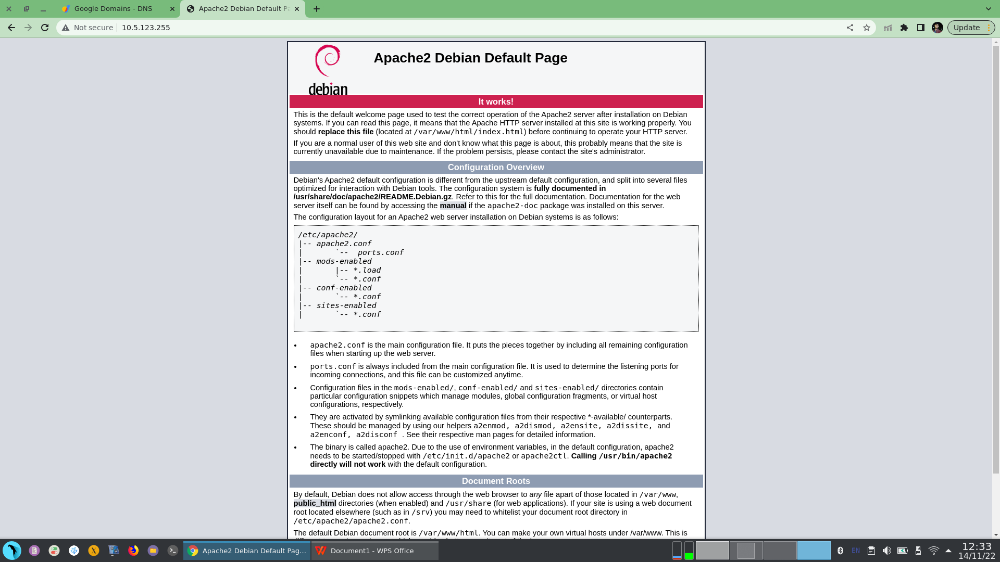 Google Domains - DNS
Apache2 Debian Default Pa
Not secure
10.5.123.255
Update
debian
Apache2 Debian Default Page
It works!
This is the default welcome page used to test the correct operation of the Apache2 server after installation on Debian
systems. If you can read this page, it means that the Apache HTTP server installed at this site is working properly. You
should replace this file (located at /var/www/html/index.html) before continuing to operate your HTTP server.
If you are a normal user of this web site and don't know what this page is about, this probably means that the site is
currently unavailable due to maintenance. If the problem persists, please contact the site's administrator.
Configuration Overview
Debian's Apache2 default configuration is different from the upstream default configuration, and split into several files
optimized for interaction with Debian tools. The configuration system is fully documented in
/usr/share/doc/apache2/README.Debian.gz. Refer to this for the full documentation. Documentation for the web
server itself can be found by accessing the manual if the apache2-doc package was installed on this server.
The configuration layout for an Apache2 web server installation on Debian systems is as follows:
/etc/apache2/
|-- apache2.conf
|       `--  ports.conf
|-- mods-enabled
|       |-- *.load
|       `-- *.conf
|-- conf-enabled
|       `-- *.conf
|-- sites-enabled
|       `-- *.conf
• apache2.conf is the main configuration file. It puts the pieces together by including all remaining configuration
files when starting up the web server.
• ports.conf is always included from the main configuration file. It is used to determine the listening ports for
incoming connections, and this file can be customized anytime.
• Configuration files in the mods-enabled/, conf-enabled/ and sites-enabled/ directories contain
particular configuration snippets which manage modules, global configuration fragments, or virtual host
configurations, respectively.
• They are activated by symlinking available configuration files from their respective *-available/ counterparts.
These should be managed by using our helpers a2enmod, a2dismod, a2ensite, a2dissite, and
a2enconf, a2disconf . See their respective man pages for detailed information.
• The binary is called apache2. Due to the use of environment variables, in the default configuration, apache2
needs to be started/stopped with /etc/init.d/apache2 or apache2ctl. Calling /usr/bin/apache2
directly will not work with the default configuration.
Document Roots
By default, Debian does not allow access through the web browser to any file apart of those located in /var/www,
public_html directories (when enabled) and /usr/share (for web applications). If your site is using a web document
root located elsewhere (such as in /srv) you may need to whitelist your document root directory in
/etc/apache2/apache2.conf.
The default Debian document root is /var/www/html. You can make your own virtual hosts under /var/www. This is
Apache2 Debian Default Pag...
Document1 - WPS Office
EN
12:33
14/11/22